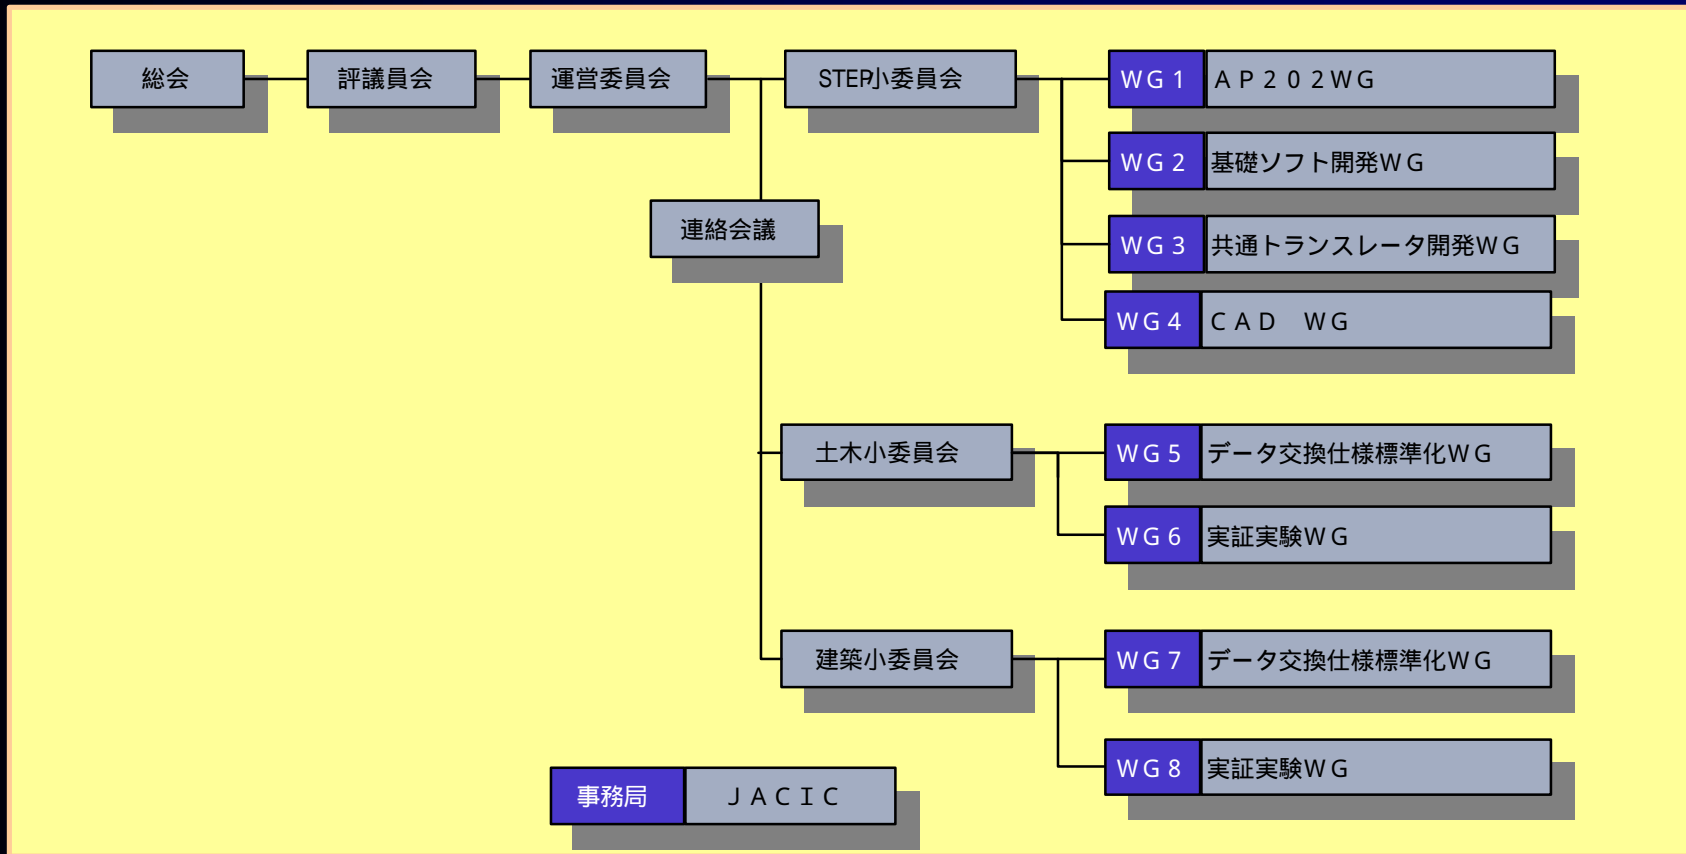 総会
評議員会
運営委員会
STEP小委員会
WG1 AP202WG
WG2 基礎ソフト開発WG
連絡会議
WG3 共通トランスレータ開発WG
WG4 CAD WG
土木小委員会
WG5 データ交換仕様標準化WG
WG6 実証実験WG
建築小委員会
WG7 データ交換仕様標準化WG
WG8 実証実験WG
事務局 JACIC